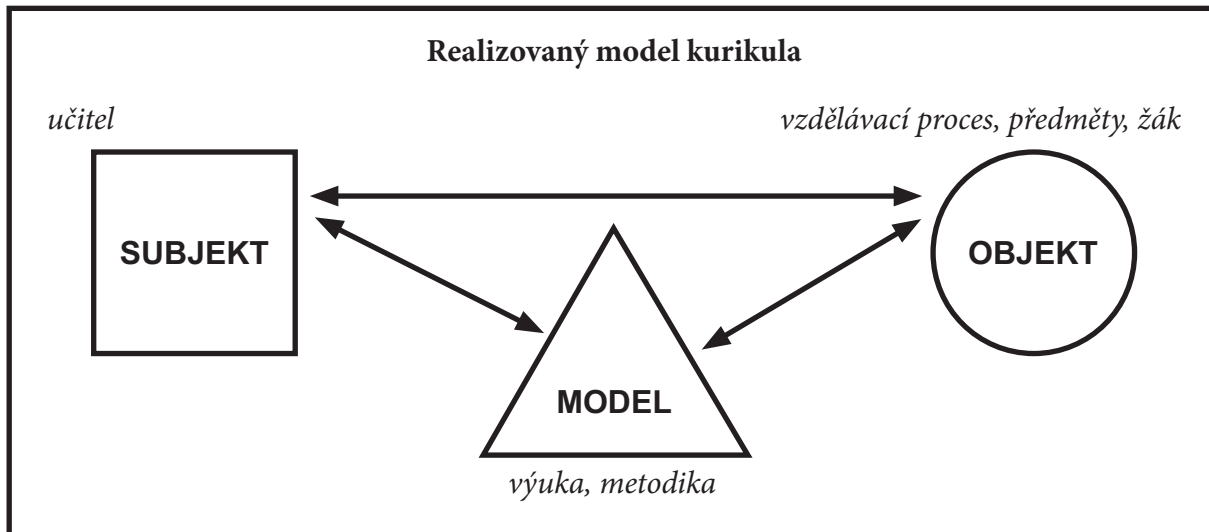 Realizovaný model kurikula
učitel
vzdělávací proces, předměty, žák
SUBJEKT
OBJEKT
MODEL
výuka, metodika